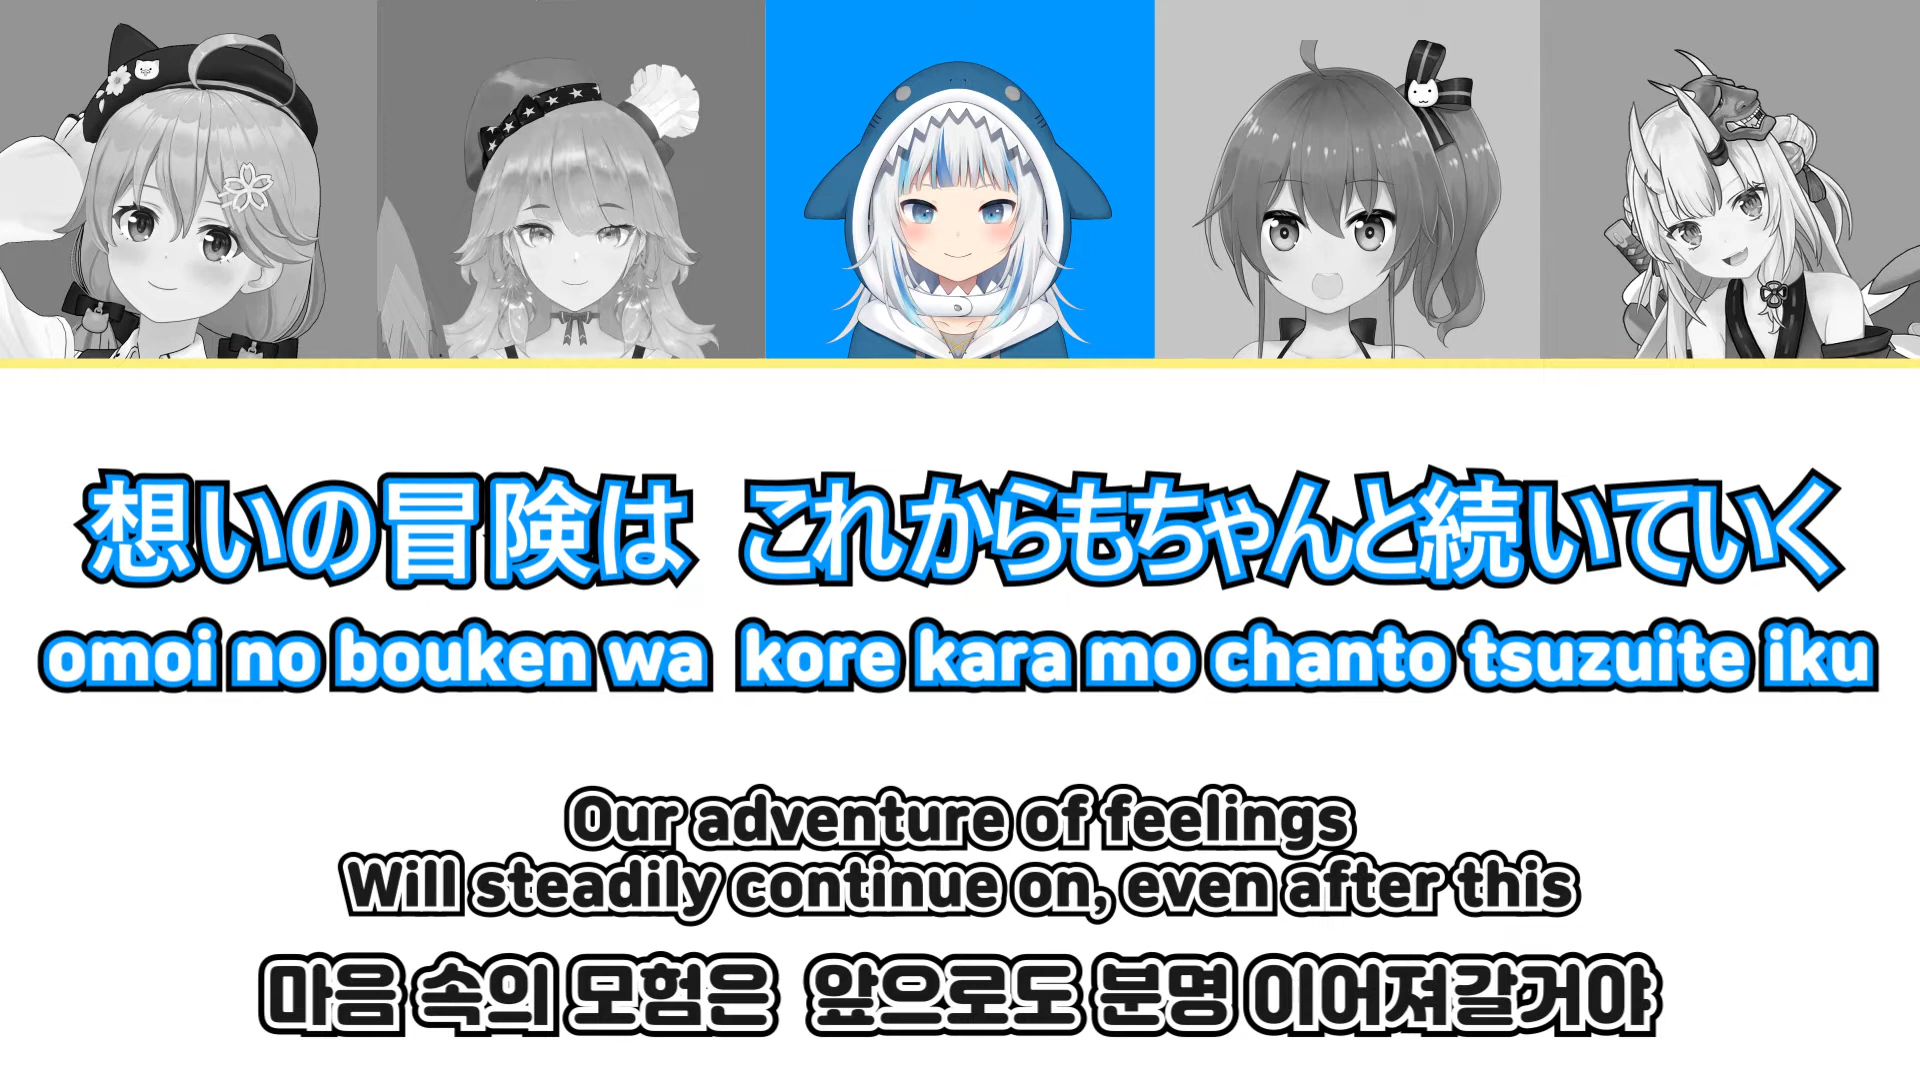 想いの冒険は これからもちゃんと続いていく
omoi no bouken wa kore kara mo chanto tsuzuite iku
Our adventure of feelings
Will steadily continue on, even after this
마음 속의 모험은 앞으로도 분명 이어져갈거야